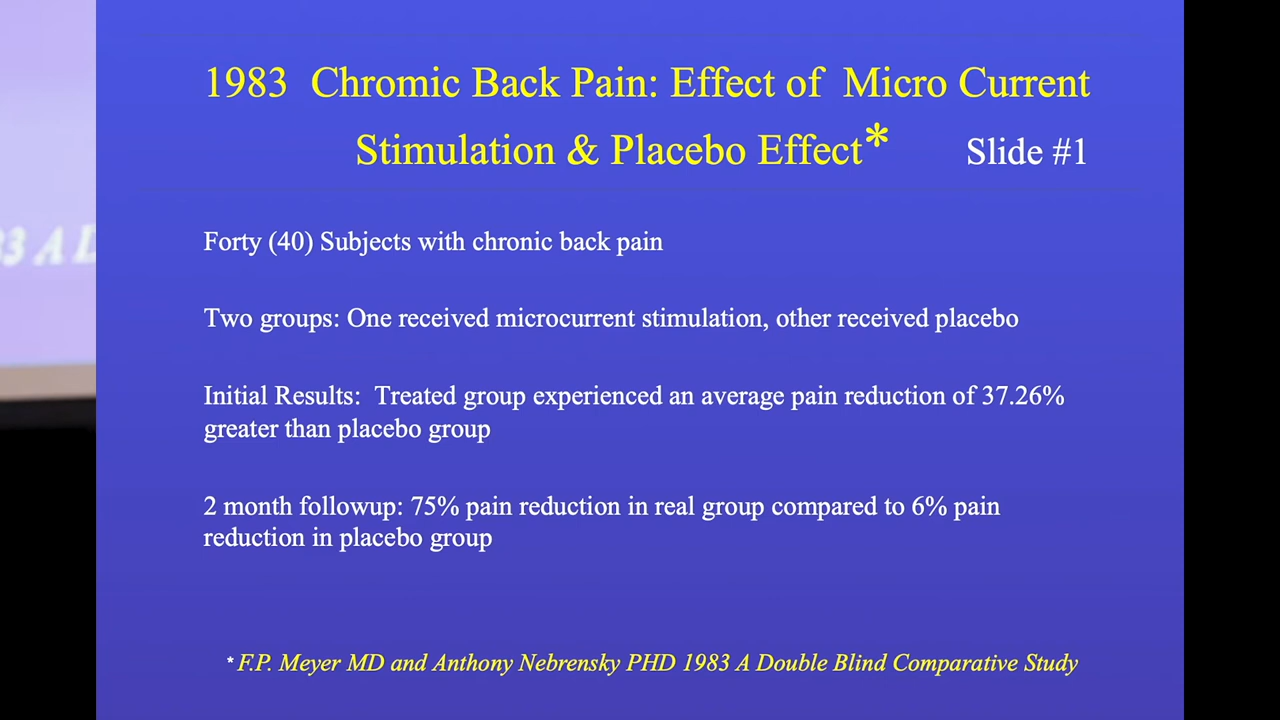 1983 Chromic Back Pain: Effect of Micro Current
Stimulation & Placebo Effect* Slide #1
Forty (40) Subjects with chronic back pain
Two groups: One received microcurrent stimulation, other received placebo
Initial Results: Treated group experienced an average pain reduction of 37.26%
greater than placebo group
2 month followup: 75% pain reduction in real group compared to 6% pain
reduction in placebo group
* F.P. Meyer MD and Anthony Nebrensky PHD 1983 A Double Blind Comparative Study